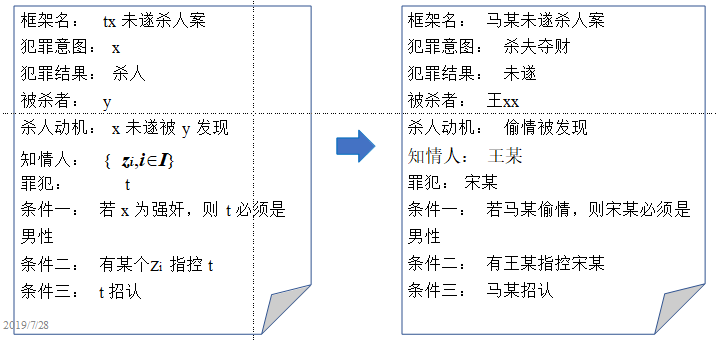 框架名： tx 未遂杀人案
犯罪意图： x
犯罪结果： 杀人
被杀者： y
杀人动机： x 未遂被 y 发现
知情人： { zi,i∈I}
罪犯： t
条件一： 若 x 为强奸，则 t 必须是
男性
条件二： 有某个zi 指控 t
条件三： t 招认
2019/7/28
框架名： 马某未遂杀人案
犯罪意图： 杀夫夺财
犯罪结果： 未遂
被杀者： 王xx
杀人动机： 偷情被发现
知情人： 王某
罪犯： 宋某
条件一： 若马某偷情，则宋某必须是
男性
条件二： 有王某指控宋某
条件三： 马某招认